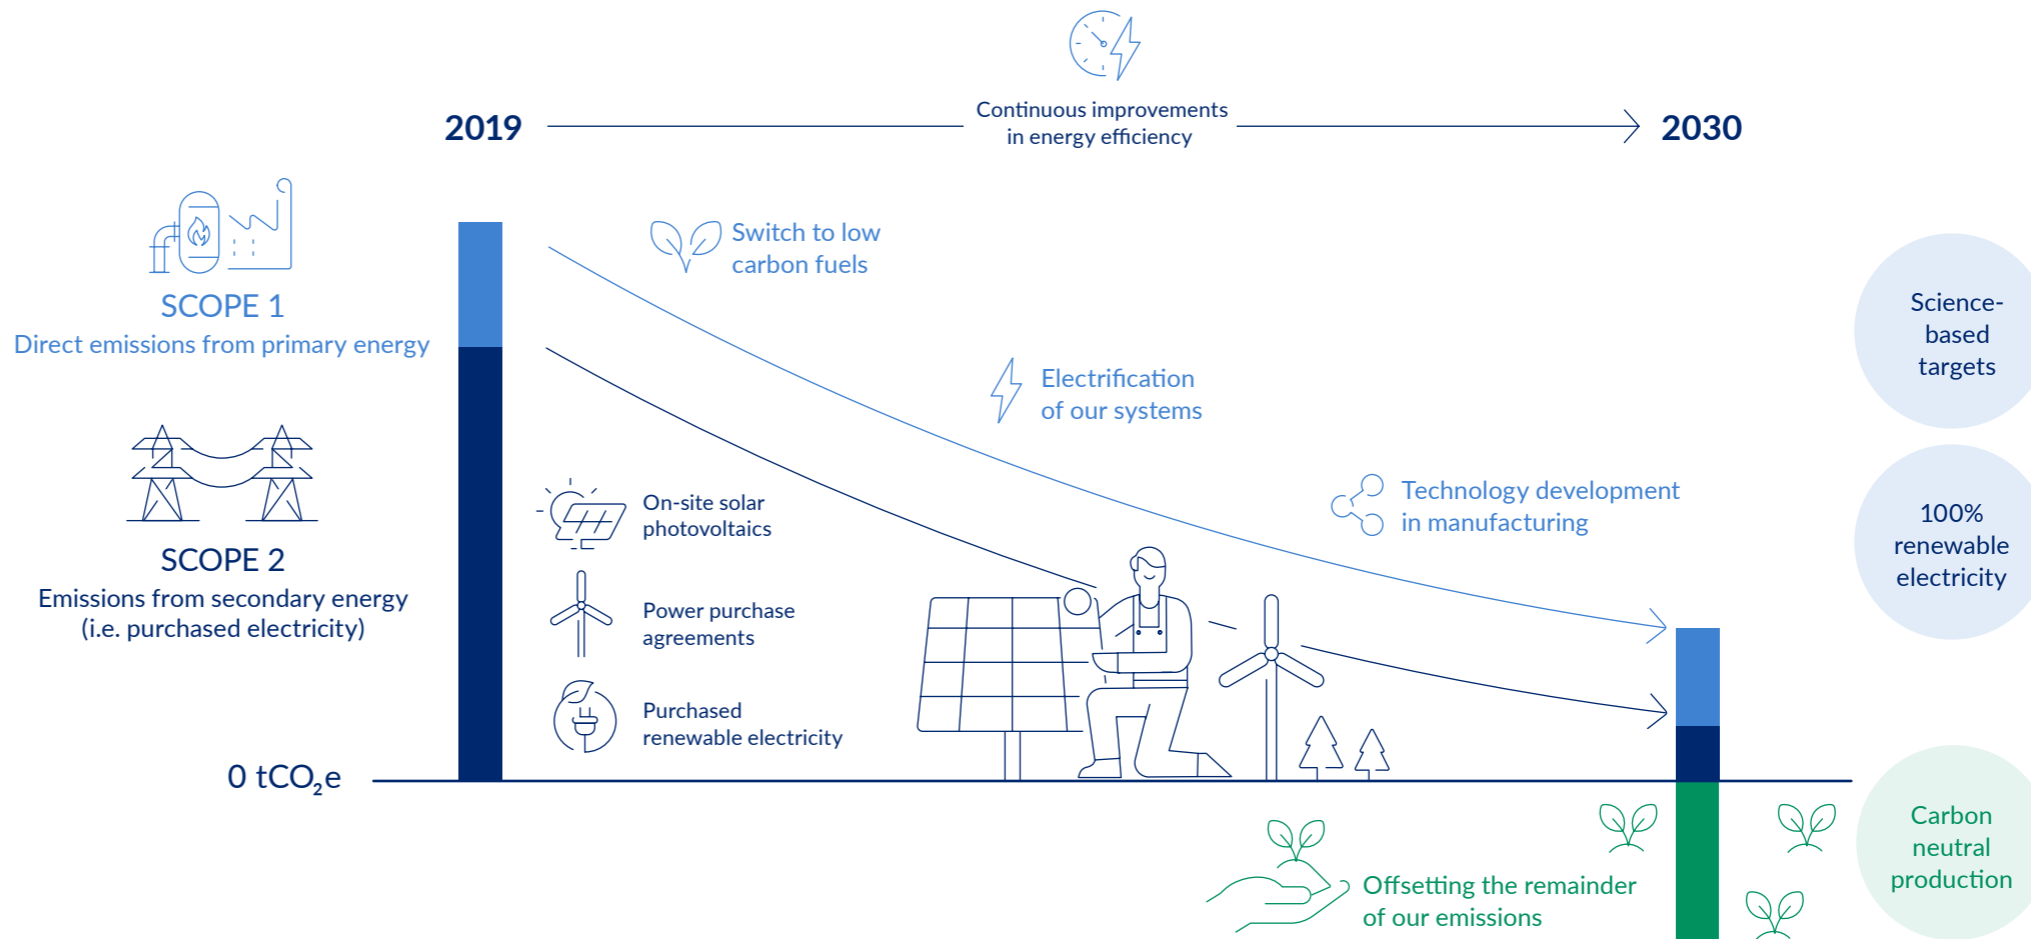 Continuous improvements
in energy efficiency
2019
2030
SCOPE 1
Direct emissions from primary energy
Switch to low
carbon fuels
Electrification
of our systems
Technology development
in manufacturing
SCOPE 2
Emissions from secondary energy
(i.e. purchased electricity)
On-site solar
photovoltaics
Power purchase
agreements
Purchased
renewable electricity
0 tCO₂e
Offsetting the remainder
of our emissions
Science-
based
targets
100%
renewable
electricity
Carbon
neutral
production